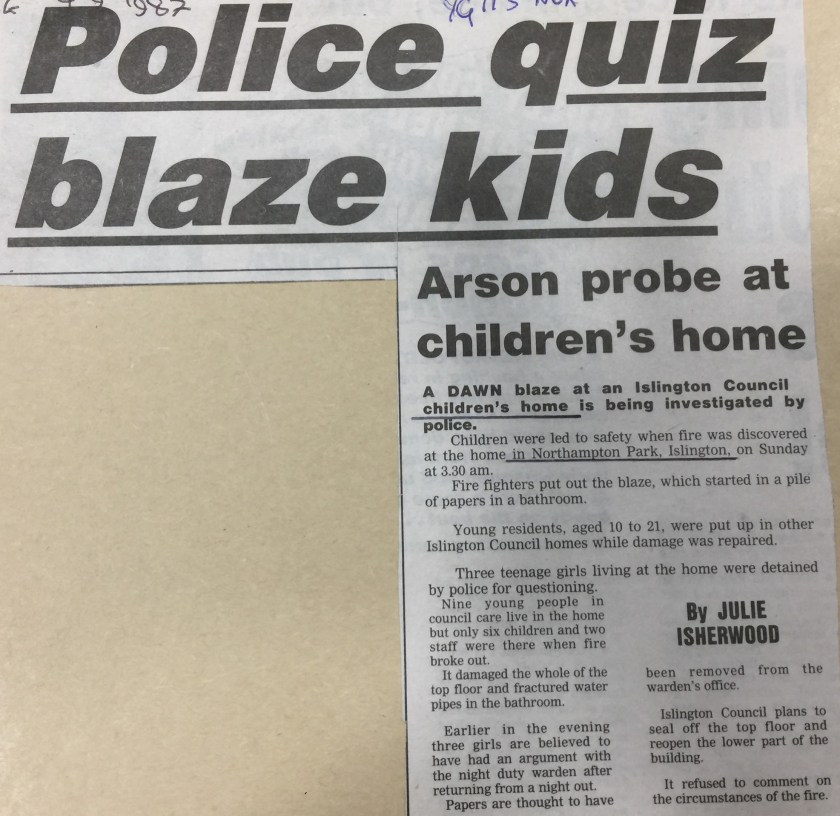 1987
Police quiz
blaze kids
Arson probe at
children's home
A DAWN blaze at an Islington Council
children's home is being investigated by
police.
Children were led to safety when fire was discovered
at the home in Northampton Park, Islington, on Sunday
at 3.30 am.
Fire fighters put out the blaze, which started in a pile
of papers in a bathroom.
Young residents, aged 10 to 21, were put up in other
Islington Council homes while damage was repaired.
Three teenage girls living at the home were detained
by police for questioning.
Nine young people in
council care live in the home
but only six children and two
staff were there when fire
broke out.
It damaged the whole of the
top floor and fractured water
pipes in the bathroom.
Earlier in the evening
three girls are believed to
have had an argument with
the night duty warden after
returning from a night out.
Papers are thought to have
By JULIE
ISHERWOOD
been removed from the
warden's office.
Islington Council plans to
seal off the top floor and
reopen the lower part of the
building.
It refused to comment on
the circumstances of the fire.